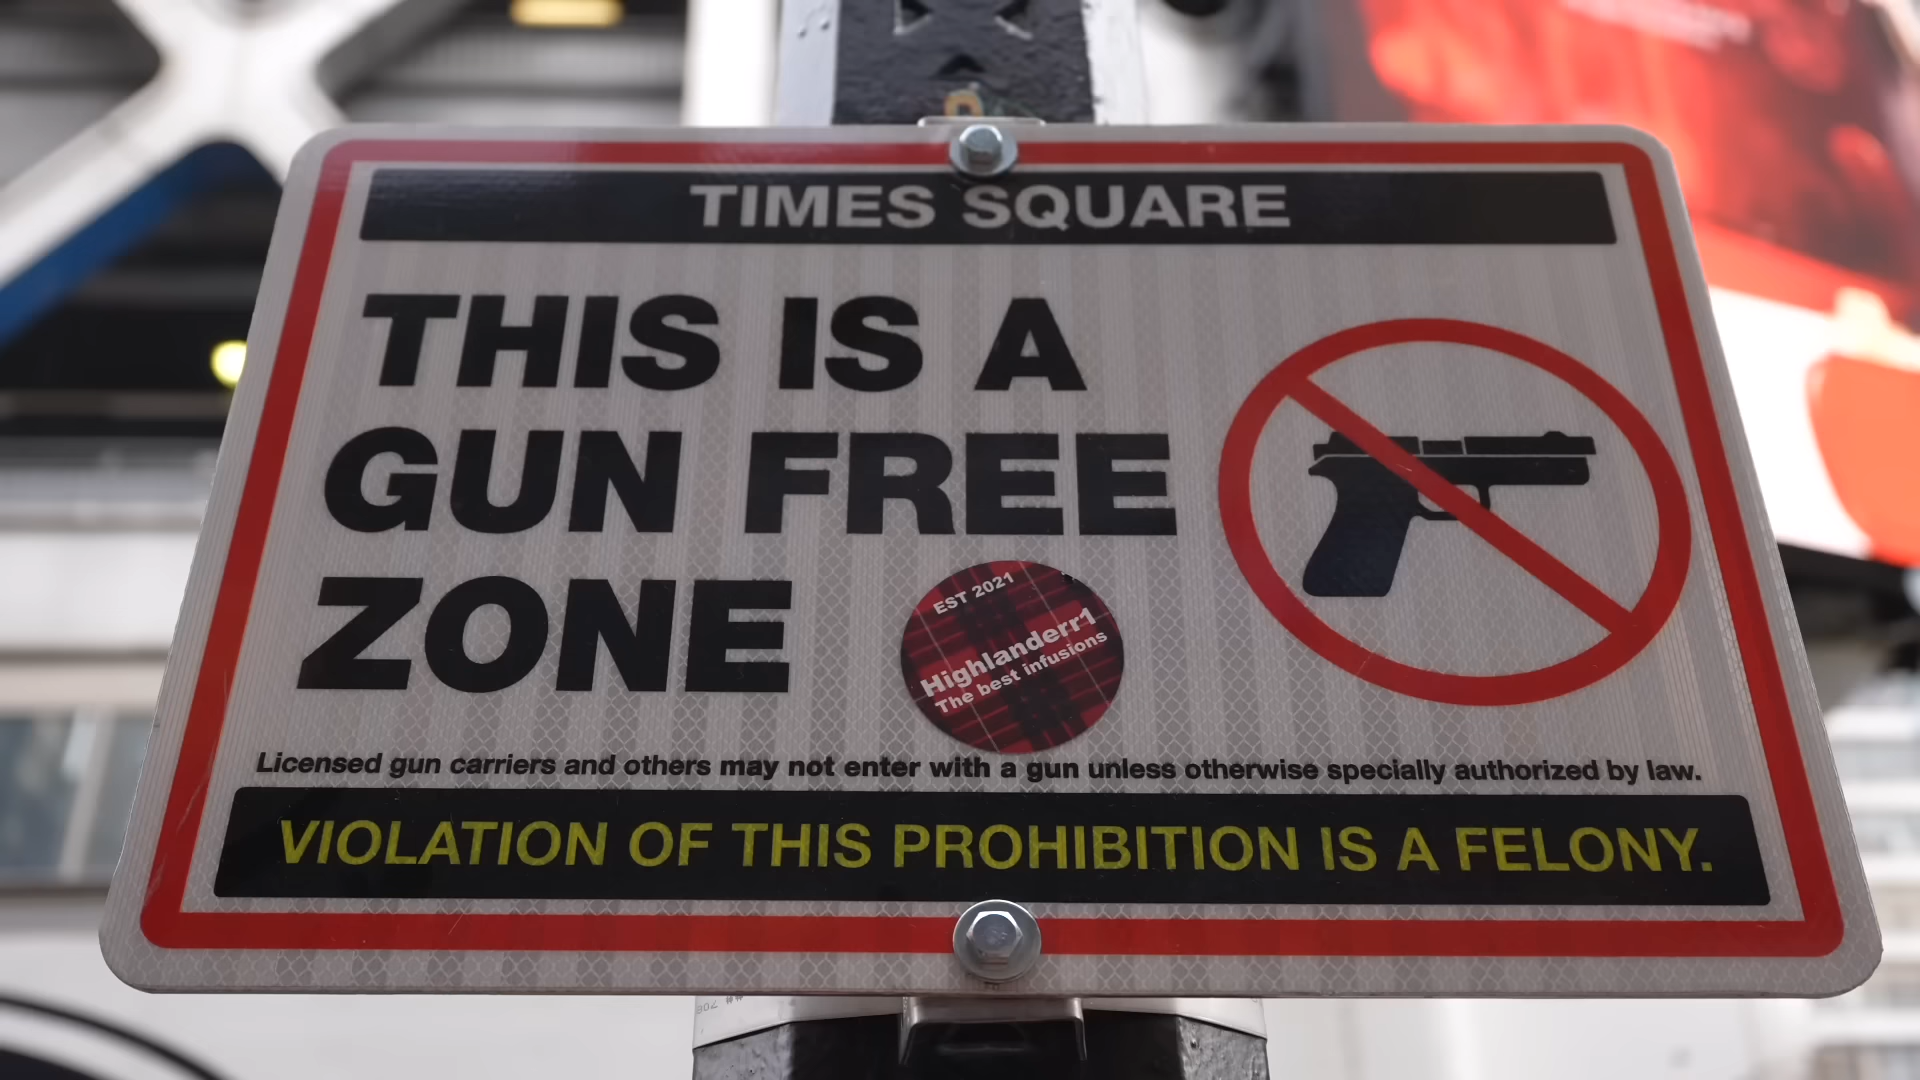 TIMES SQUARE
THIS IS A
GUN FREE
ZONE
EST 2021
Highlanderr1
The best infusions
Licensed gun carriers and others may not enter with a gun unless otherwise specially authorized by law.
VIOLATION OF THIS PROHIBITION IS A FELONY.